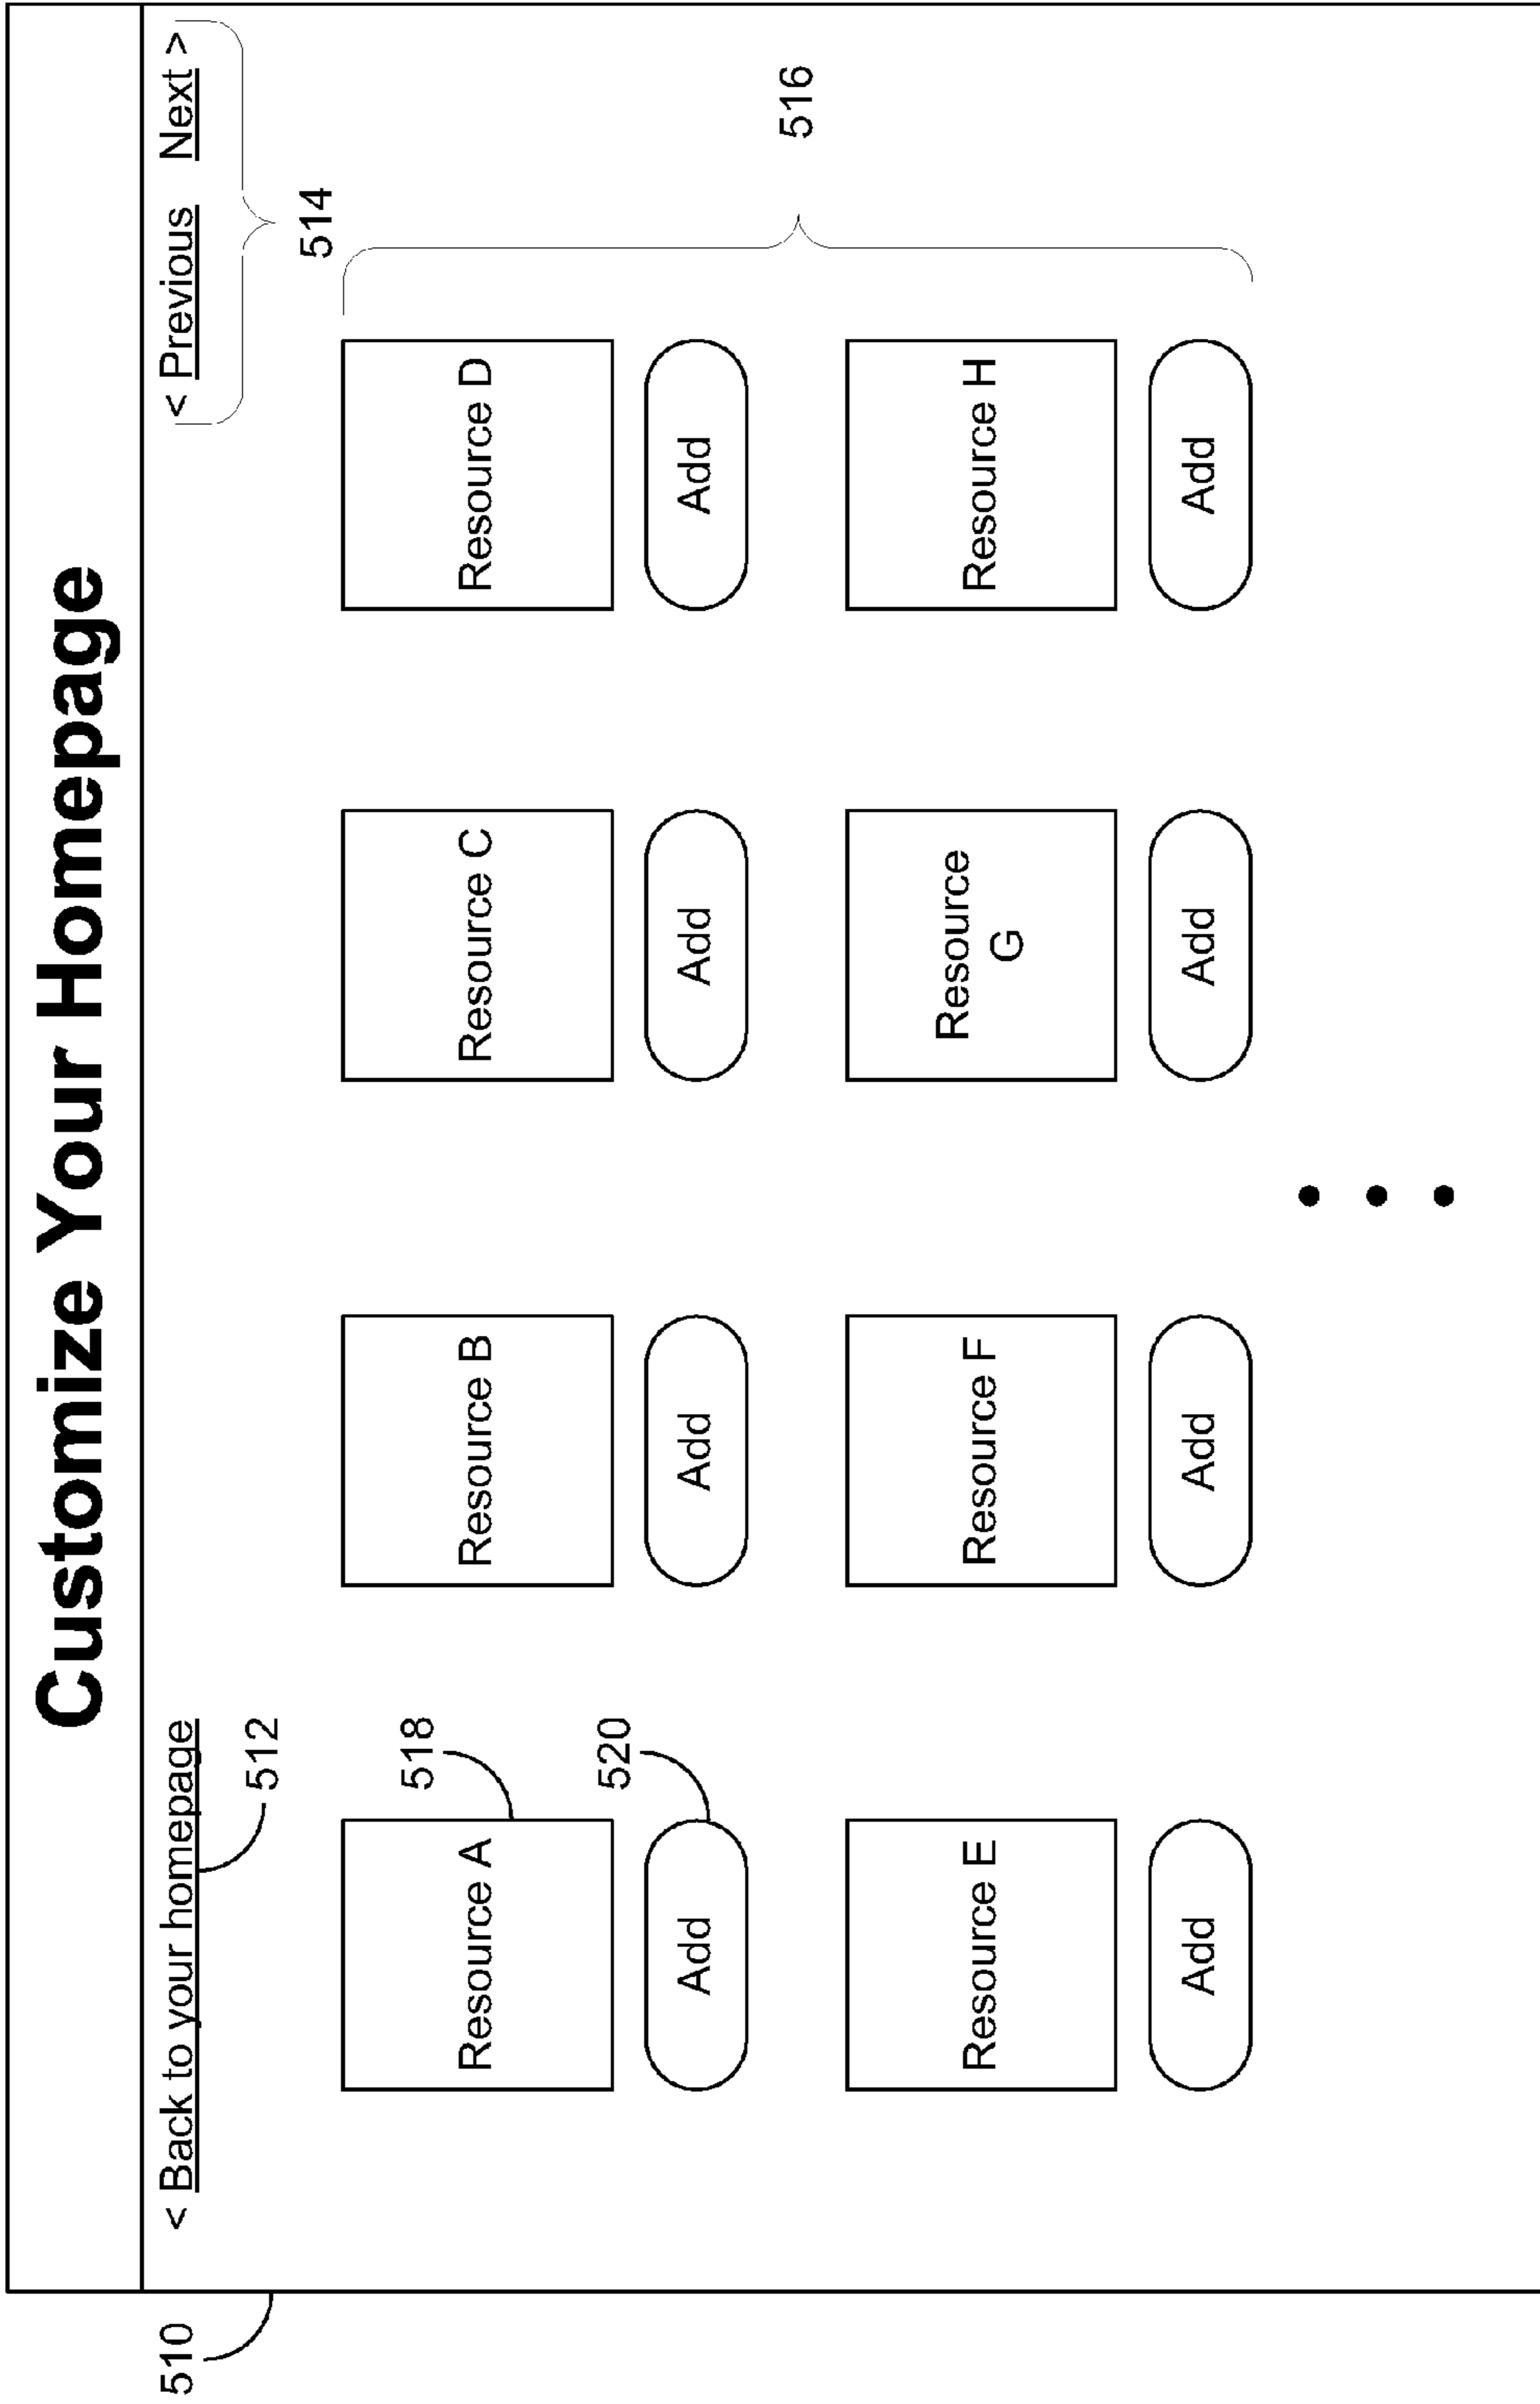 Customize Your Homepage
510
< Back to your homepage
< Previous Next >
512
514
Resource A
Resource B
Resource C
Resource D
518
516
Add
Add
Add
Add
520
Resource E
Resource F
Resource
G
Resource H
Add
Add
Add
Add